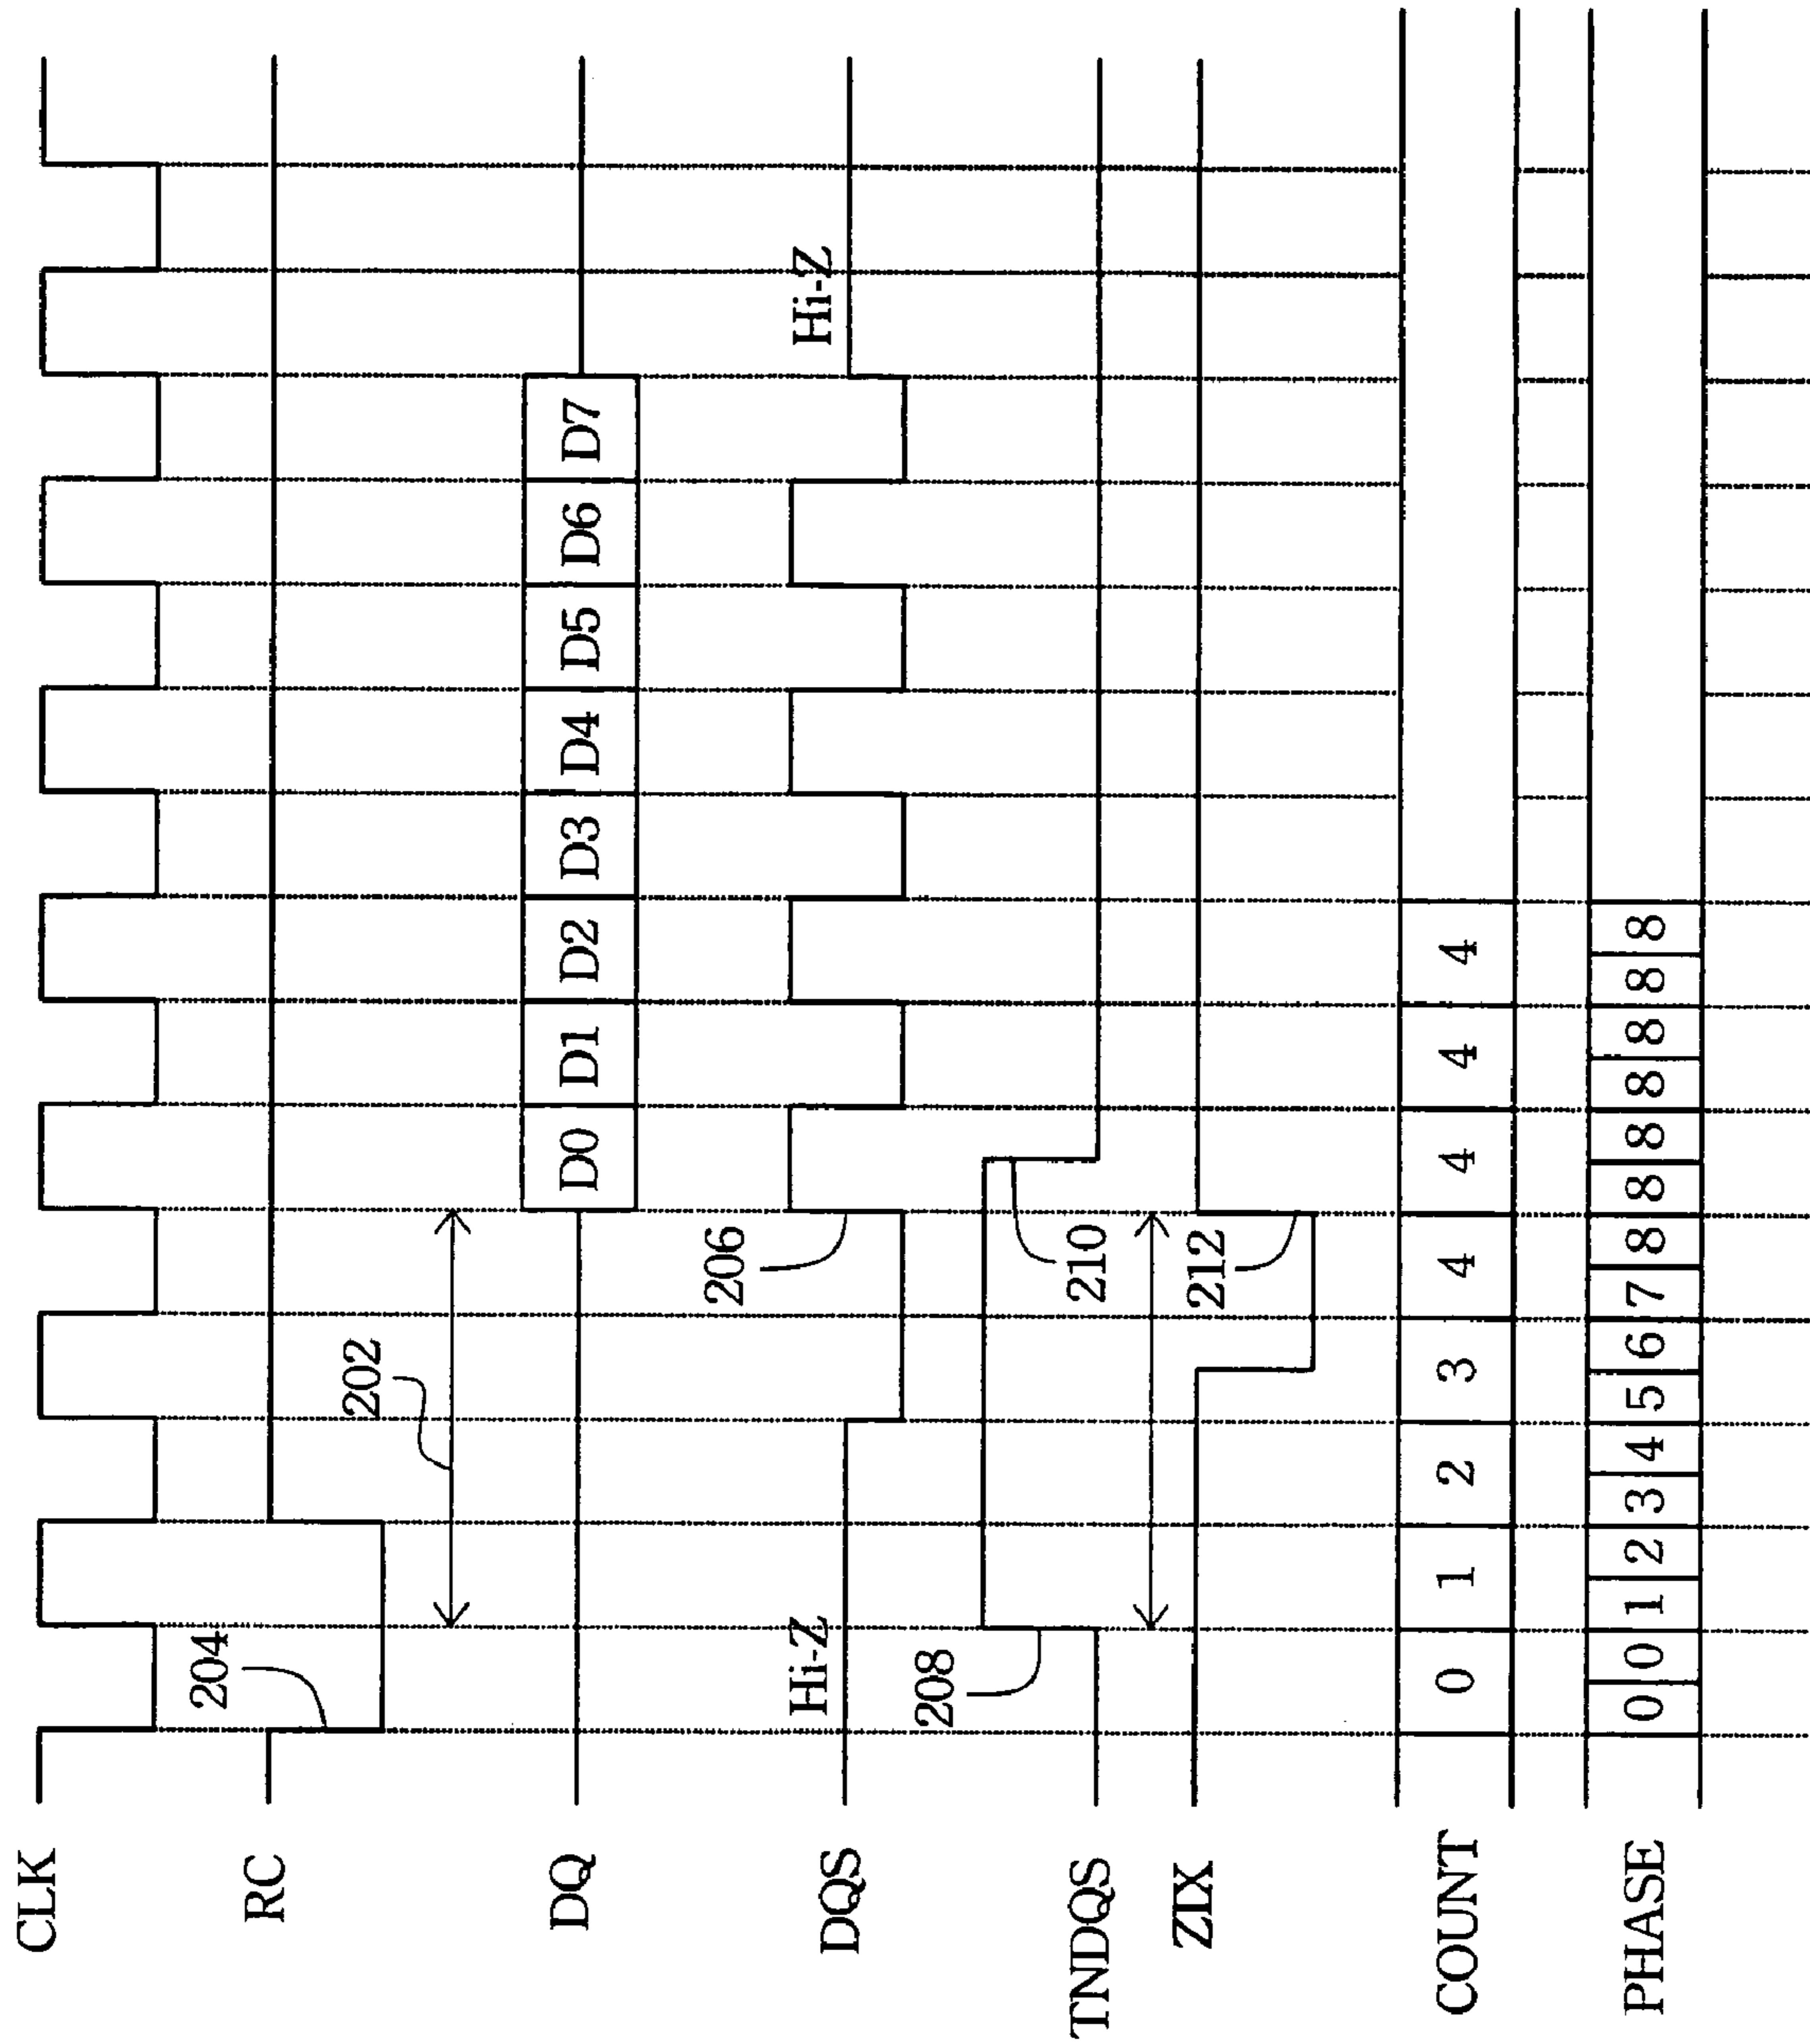 CLK
204
RC
202
DQ
D0 D1 D2 D3 D4 D5 D6 D7
DQS
Hi-Z
206
Hi-Z
TNDQS
208
210
ZIX
212
COUNT
0 1 2 3 4 4 4 4
PHASE
0 0 1 2 3 4 5 6 7 8 8 8 8 8 8 8